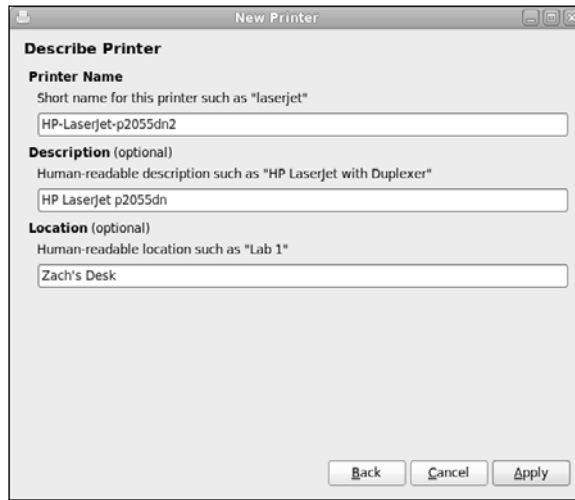 New Printer
Describe Printer
Printer Name
Short name for this printer such as "laserjet"
HP-LaserJet-p2055dn2
Description (optional)
Human-readable description such as "HP LaserJet with Duplexer"
HP LaserJet p2055dn
Location (optional)
Human-readable location such as "Lab 1"
Zach's Desk
Back Cancel Apply